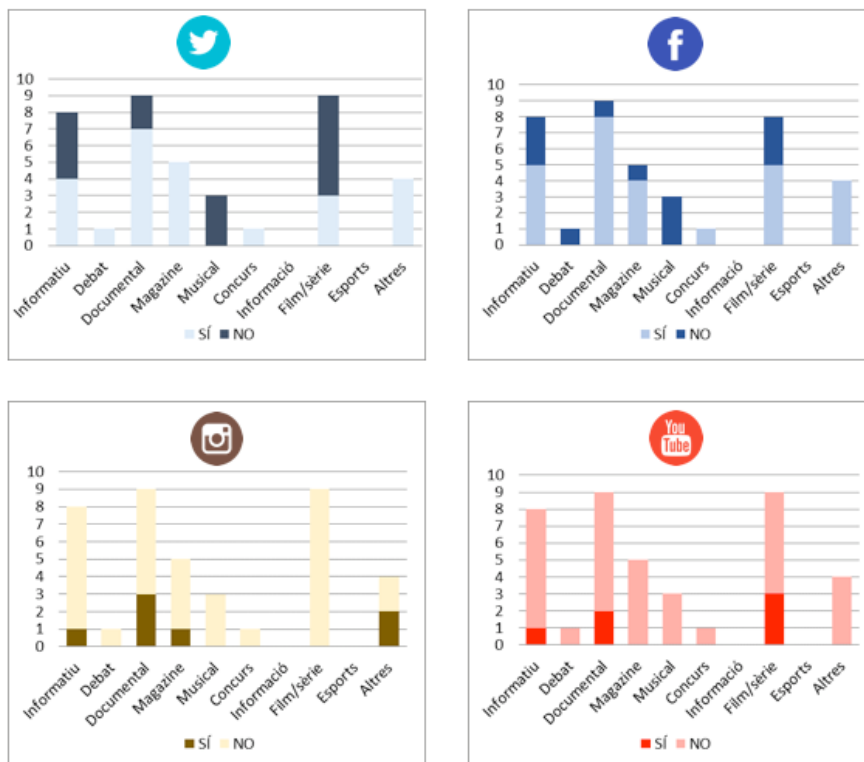 10
9
8
7
6
5
4
3
2
1
0
Informatiu
Debat
Documental
Magazine
Musical
Concurs
Informació
Film/sèrie
Esports
Altres
SÍ NO
10
9
8
7
6
5
4
3
2
1
0
Informatiu
Debat
Documental
Magazine
Musical
Concurs
Informació
Film/sèrie
Esports
Altres
SÍ NO
10
9
8
7
6
5
4
3
2
1
0
Informatiu
Debat
Documental
Magazine
Musical
Concurs
Informació
Film/sèrie
Esports
Altres
SÍ NO
You
Tube
10
9
8
7
6
5
4
3
2
1
0
Informatiu
Debat
Documental
Magazine
Musical
Concurs
Informació
Film/sèrie
Esports
Altres
SÍ NO